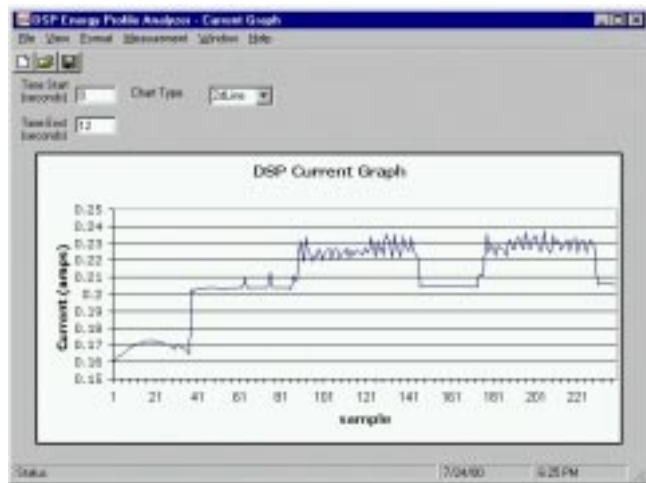 DSP Energy Profile Analyzer - Current Graph
File View Format Measurement Window Help
Time Start (seconds) 0 Chart Type 2dLine
Time End (seconds) 12
DSP Current Graph
0.25
0.24
0.23
0.22
0.21
0.2
0.19
0.18
0.17
0.16
0.15
Current (amps)
1 21 41 61 81 101 121 141 161 181 201 221
sample
Status 7/24/00 6:25 PM